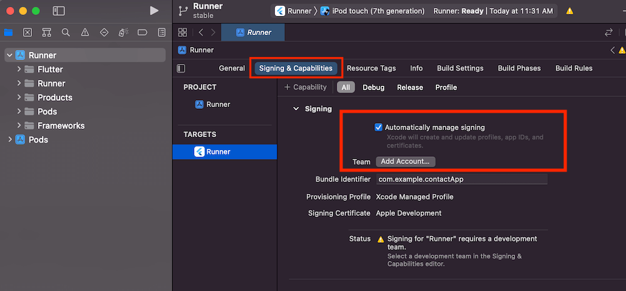 Runner
stable
Runner
iPod touch (7th generation)
Runner: Ready | Today at 11:31 AM
Runner
Runner
Runner
Flutter
Runner
Products
Pods
Frameworks
Pods
General
Signing & Capabilities
Resource Tags
Info
Build Settings
Build Phases
Build Rules
PROJECT
Runner
TARGETS
Runner
+ Capability
All
Debug
Release
Profile
Signing
Automatically manage signing
Xcode will create and update profiles, app IDs, and
certificates.
Team
Add Account...
Bundle Identifier
com.example.contactApp
Provisioning Profile
Xcode Managed Profile
Signing Certificate
Apple Development
Status
Signing for "Runner" requires a development
team.
Select a development team in the Signing &
Capabilities editor.